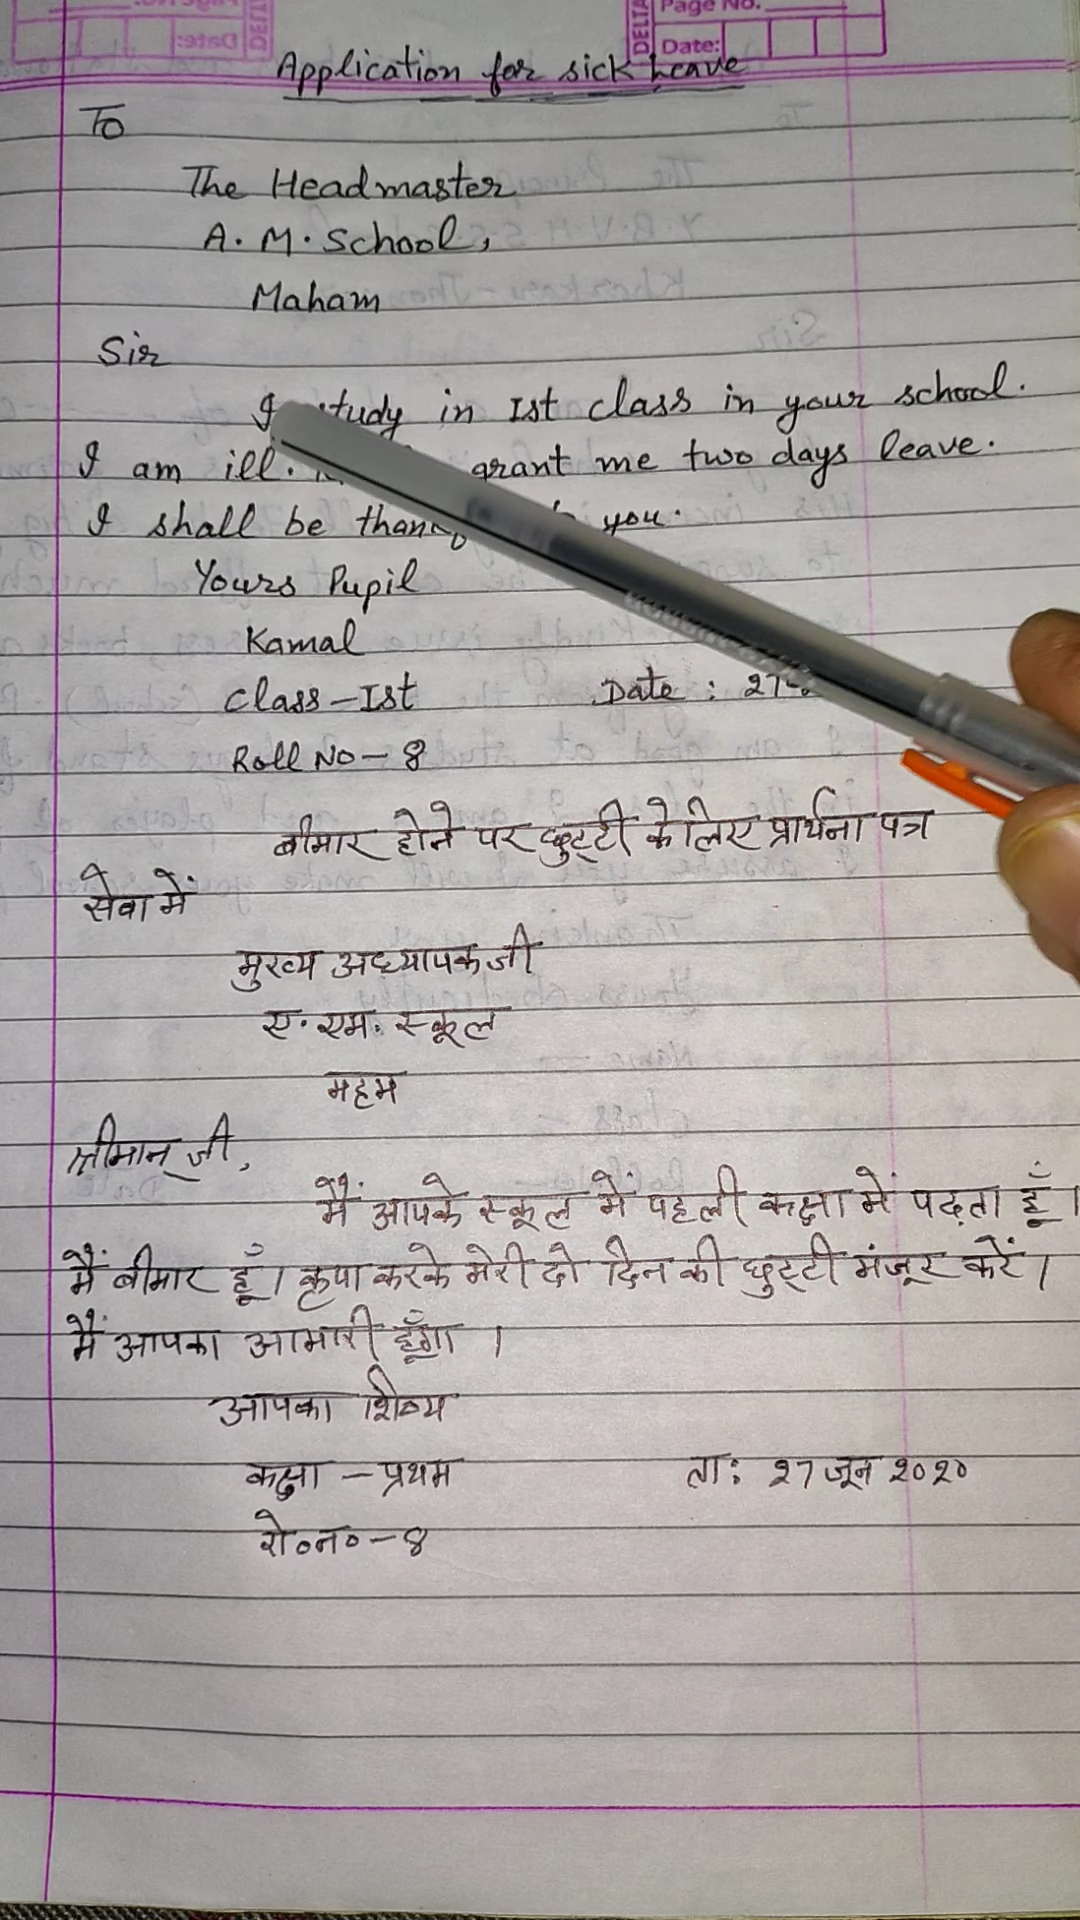 Page No.
DELTA Date:
Application for sick Leave
To
The Headmaster
A. M. School,
Maham
Sir
I study in Ist class in your school.
I am ill. grant me two days leave.
I shall be you.
Yours Pupil
Kamal
Class-Ist Date : 27-
Roll No-8
बीमार होने पर छुट्टी के लिए प्रार्थना पत्र
सेवा में
मुख्य अध्यापक जी
ए. एम. स्कूल
महम
श्रीमान् जी,
मैं आपके स्कूल में पहली कक्षा में पढ़ता हूँ।
मैं बीमार हूँ। कृपा करके मेरी दो दिन की छुट्टी मंजूर करें।
मैं आपका आभारी हूँगा ।
आपका शिष्य
कक्षा - प्रथम ता: 27 जून 2020
रो०न०-8